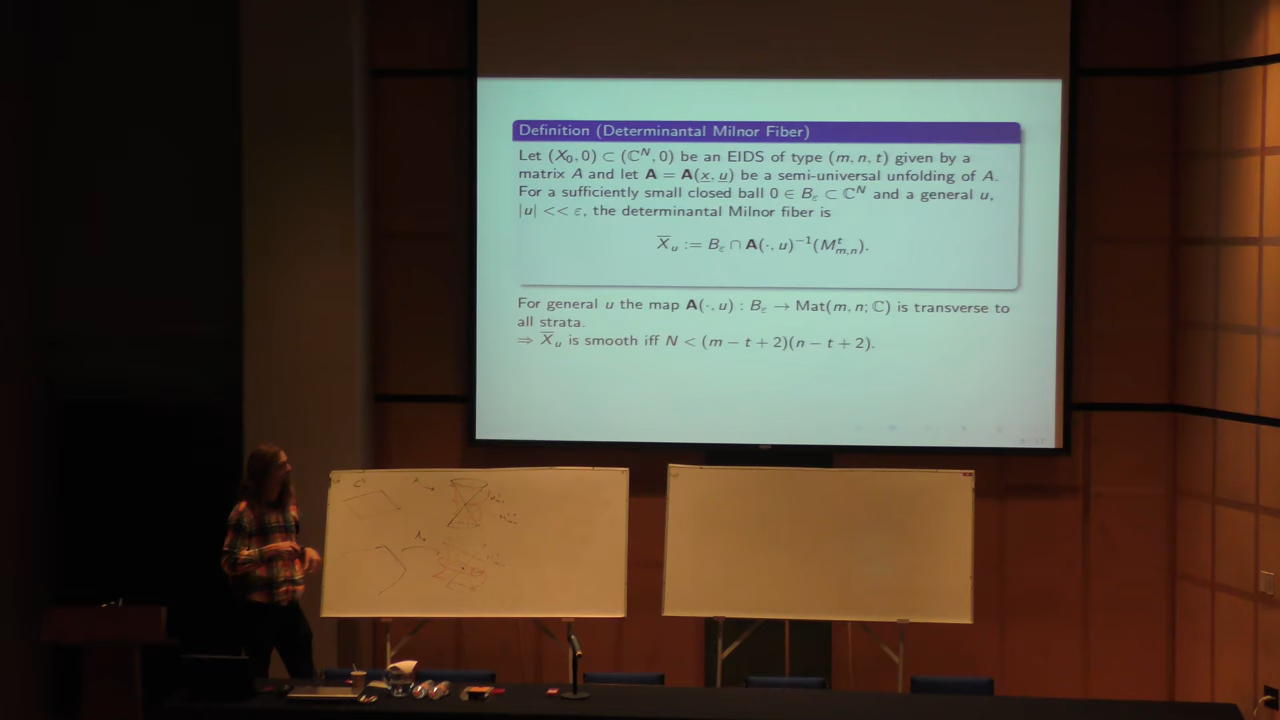 Definition (Determinantal Milnor Fiber)
Let (X₀, 0) ⊂ (ℂᴺ, 0) be an EIDS of type (m, n, t) given by a
matrix A and let 𝐀 = 𝐀(x, u) be a semi-universal unfolding of A.
For a sufficiently small closed ball 0 ∈ B_ε ⊂ ℂᴺ and a general u,
|u| << ε, the determinantal Milnor fiber is
X̅_u := B_ε ∩ 𝐀(·, u)⁻¹(M^t_{m,n}).
For general u the map 𝐀(·, u) : B_ε → Mat(m, n; ℂ) is transverse to
all strata.
⇒ X̅_u is smooth iff N < (m − t + 2)(n − t + 2).